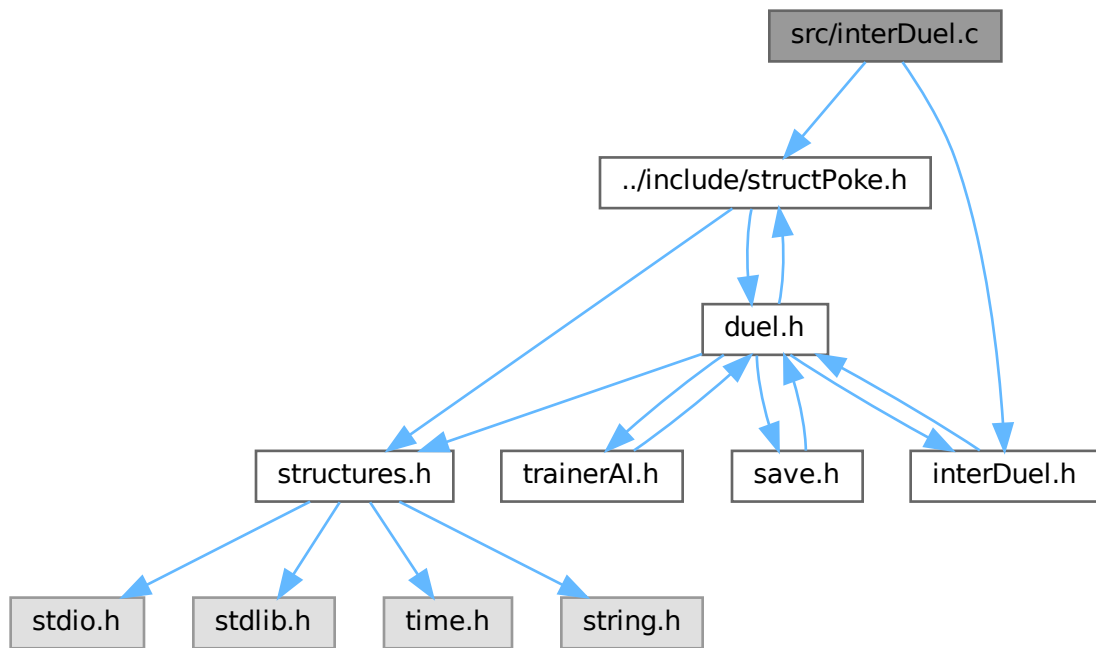 src/interDuel.c
../include/structPoke.h
duel.h
structures.h
trainerAI.h
save.h
interDuel.h
stdio.h
stdlib.h
time.h
string.h